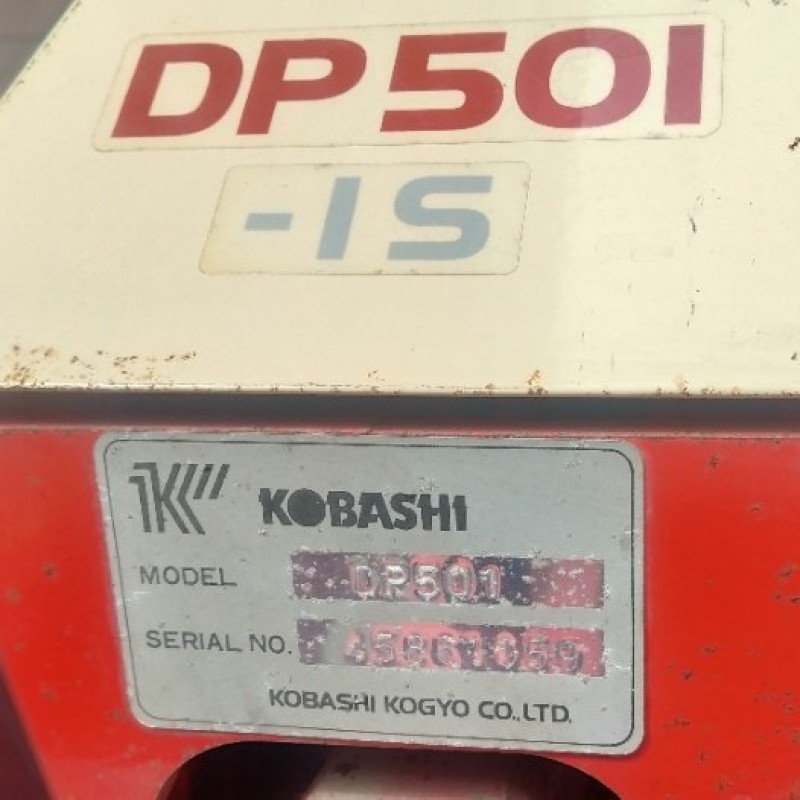 DP501
-1S
K KOBASHI
MODEL DP501
SERIAL NO.
KOBASHI KOGYO CO.,LTD.